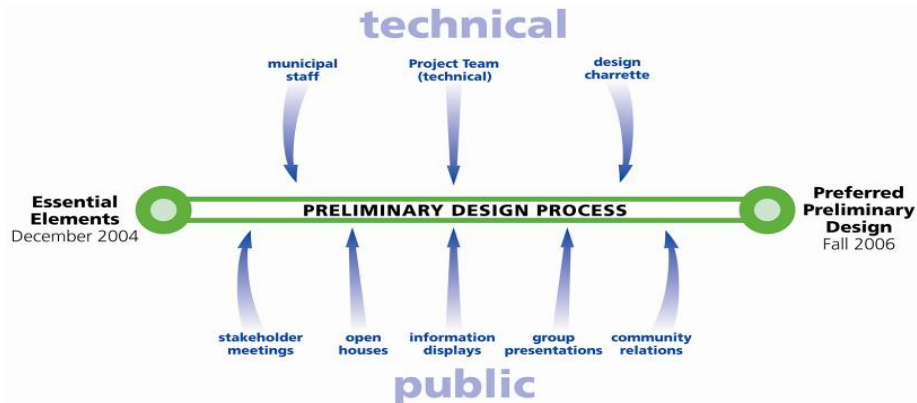 technical
municipal
staff
Project Team
(technical)
design
charrette
Essential
Elements
December 2004
PRELIMINARY DESIGN PROCESS
Preferred
Preliminary
Design
Fall 2006
stakeholder
meetings
open
houses
information
displays
group
presentations
community
relations
public